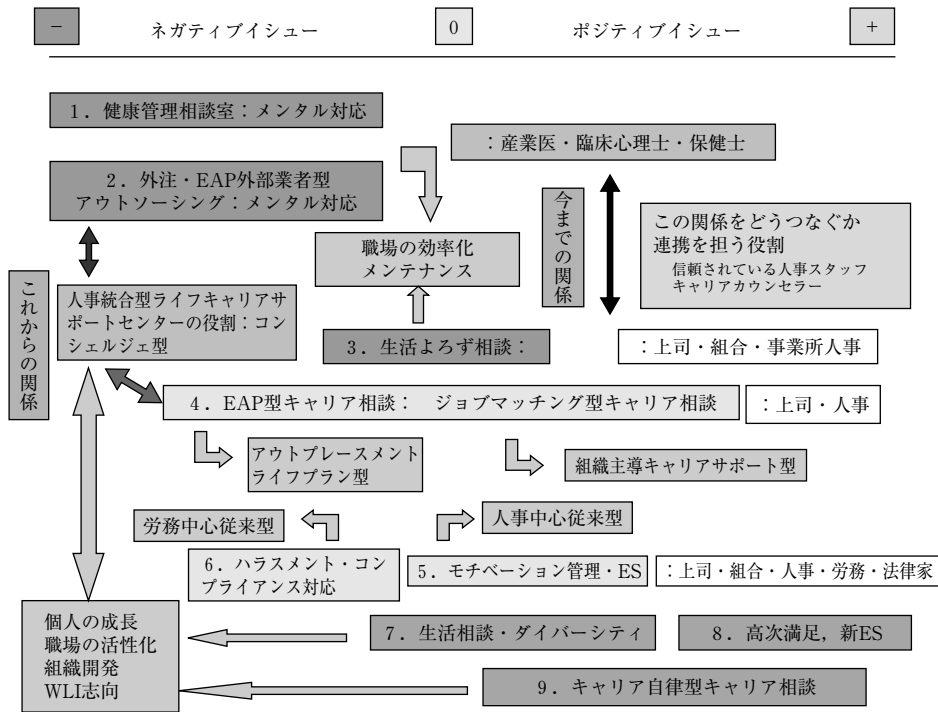 −
ネガティブイシュー
0
ポジティブイシュー
+
1．健康管理相談室：メンタル対応
：産業医・臨床心理士・保健士
2．外注・EAP外部業者型
アウトソーシング：メンタル対応
職場の効率化
メンテナンス
今までの関係
この関係をどうつなぐか
連携を担う役割
信頼されている人事スタッフ
キャリアカウンセラー
これからの関係
人事統合型ライフキャリアサ
ポートセンターの役割：コン
シェルジェ型
3．生活よろず相談：
：上司・組合・事業所人事
4．EAP型キャリア相談： ジョブマッチング型キャリア相談
：上司・人事
アウトプレースメント
ライフプラン型
組織主導キャリアサポート型
労務中心従来型
人事中心従来型
6．ハラスメント・コン
プライアンス対応
5．モチベーション管理・ES
：上司・組合・人事・労務・法律家
個人の成長
職場の活性化
組織開発
WLI志向
7．生活相談・ダイバーシティ
8．高次満足，新ES
9．キャリア自律型キャリア相談